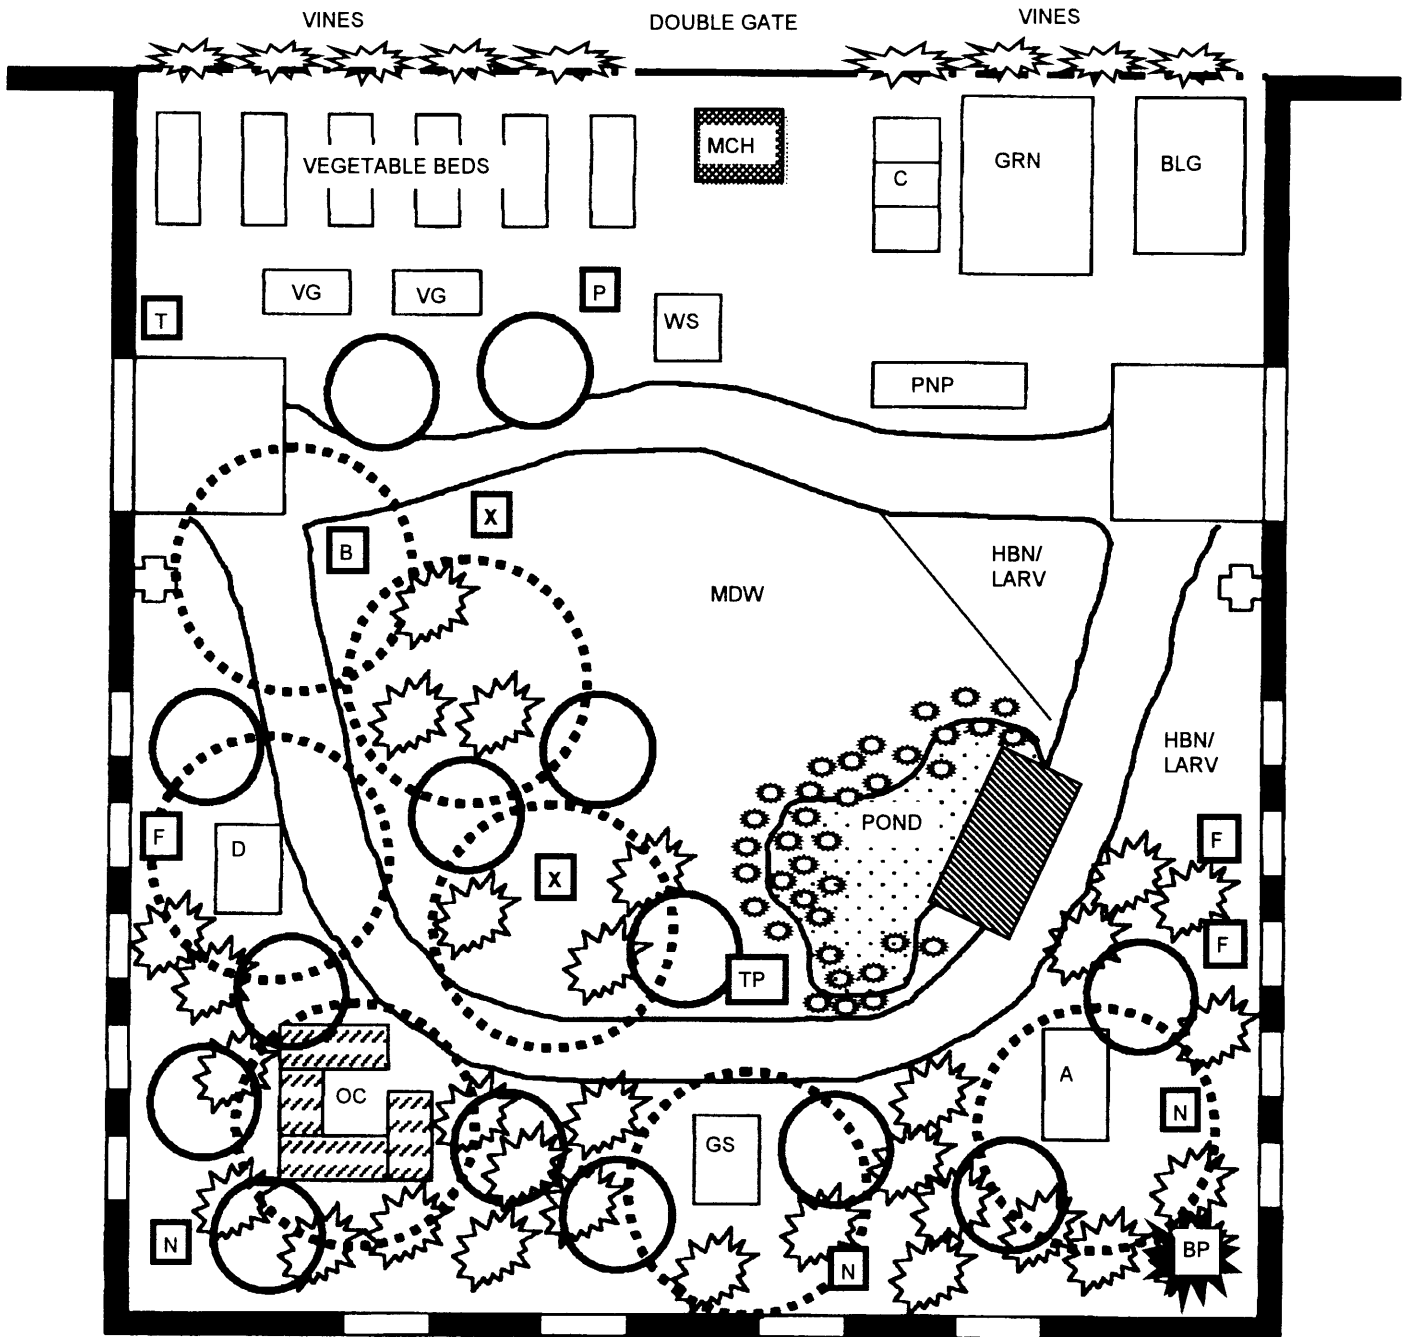 VINES
DOUBLE GATE
VINES
MCH
VEGETABLE BEDS
C
GRN
BLG
VG
VG
P
T
WS
PNP
X
B
HBN/
LARV
MDW
HBN/
LARV
POND
F
D
F
X
F
TP
A
OC
N
GS
N
N
BP